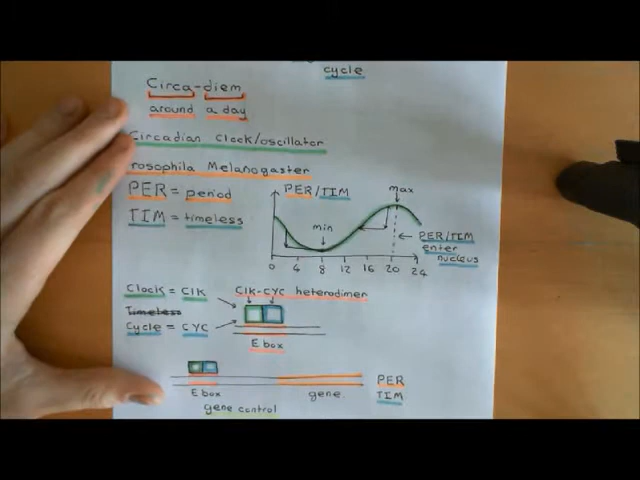 cycle
Circa-diem
around a day
Circadian Clock/oscillator
rosophila Melanogaster
PER = period
TIM = timeless
PER/TIM
max
min
PER/TIM
enter
nucleus
0 4 8 12 16 20 24
Clock = ClK
Timeless
Cycle = CYC
ClK-CYC heterodimer
E box
E box
gene
PER
TIM
gene control